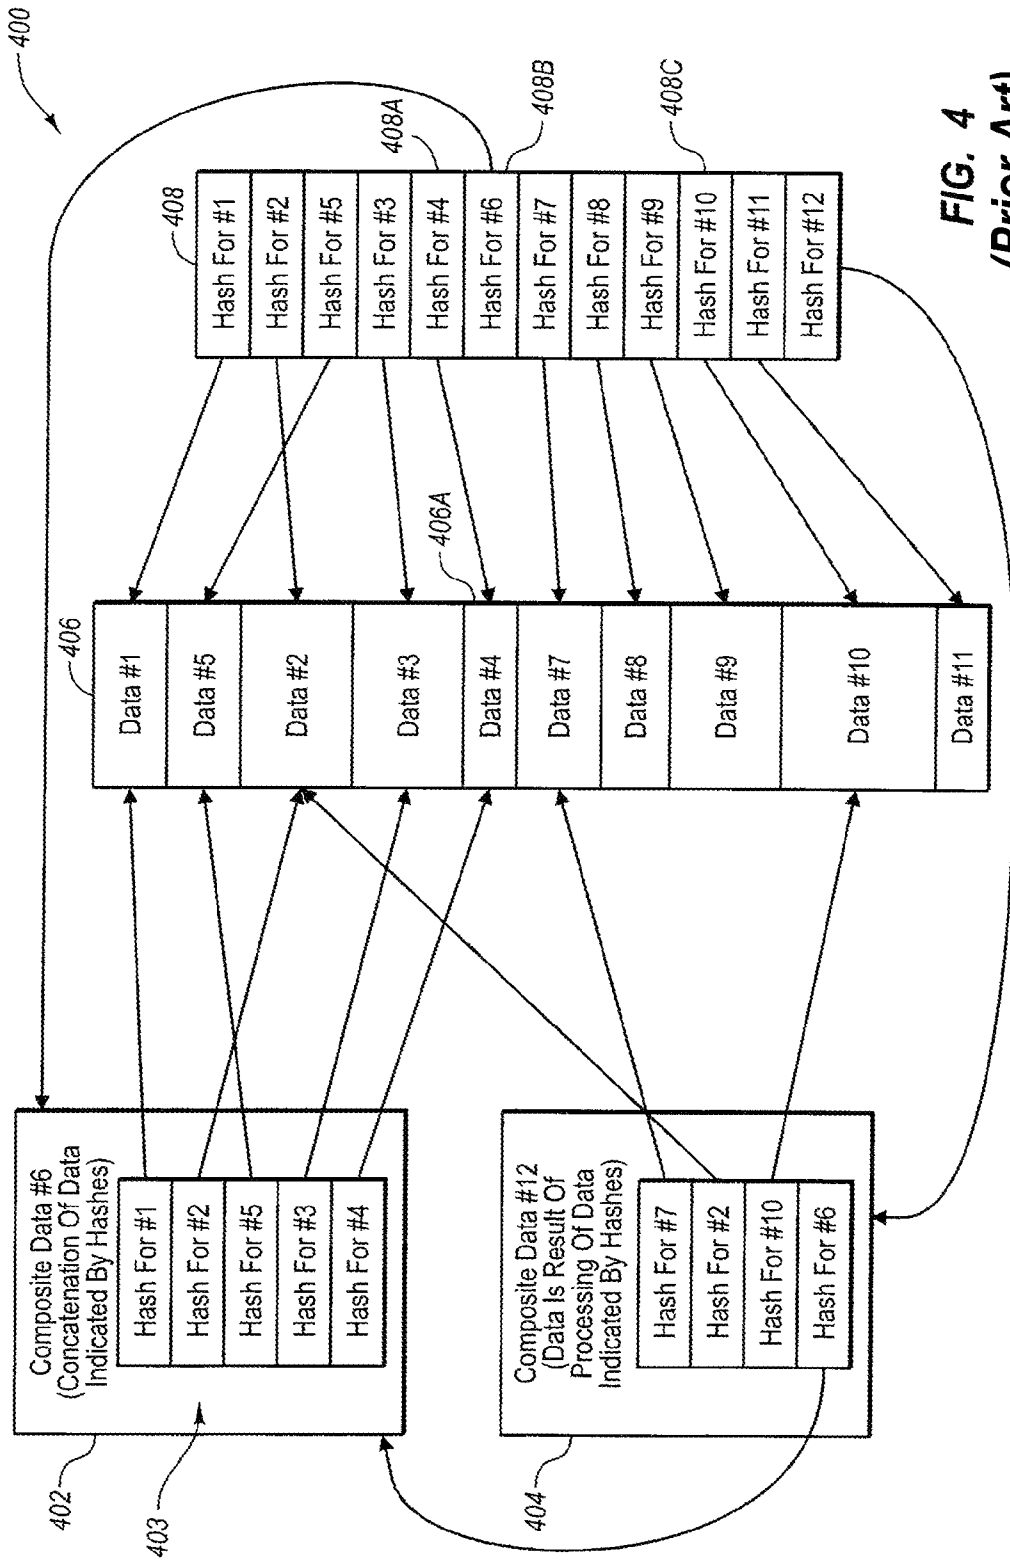 400
402
Composite Data #6
(Concatenation Of Data
Indicated By Hashes)
403
Hash For #1
Hash For #2
Hash For #5
Hash For #3
Hash For #4
404
Composite Data #12
(Data Is Result Of
Processing Of Data
Indicated By Hashes)
Hash For #7
Hash For #2
Hash For #10
Hash For #6
406
Data #1
Data #5
Data #2
Data #3
406A
Data #4
Data #7
Data #8
Data #9
Data #10
Data #11
408
Hash For #1
Hash For #2
Hash For #5
Hash For #3
408A
Hash For #4
408B
Hash For #6
Hash For #7
Hash For #8
Hash For #9
408C
Hash For #10
Hash For #11
Hash For #12
FIG. 4
(Prior Art)